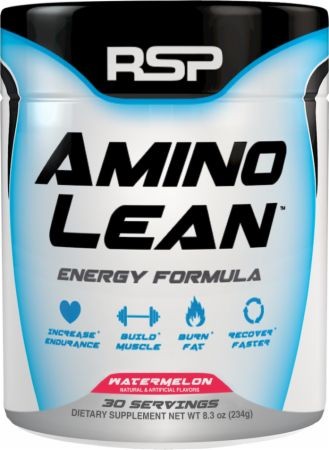 RSP
AMINO
LEAN™
ENERGY FORMULA
INCREASE* ENDURANCE
BUILD* MUSCLE
BURN* FAT
RECOVER* FASTER
WATERMELON
NATURAL & ARTIFICIAL FLAVORS
30 SERVINGS
DIETARY SUPPLEMENT NET WT 8.3 oz (234g)